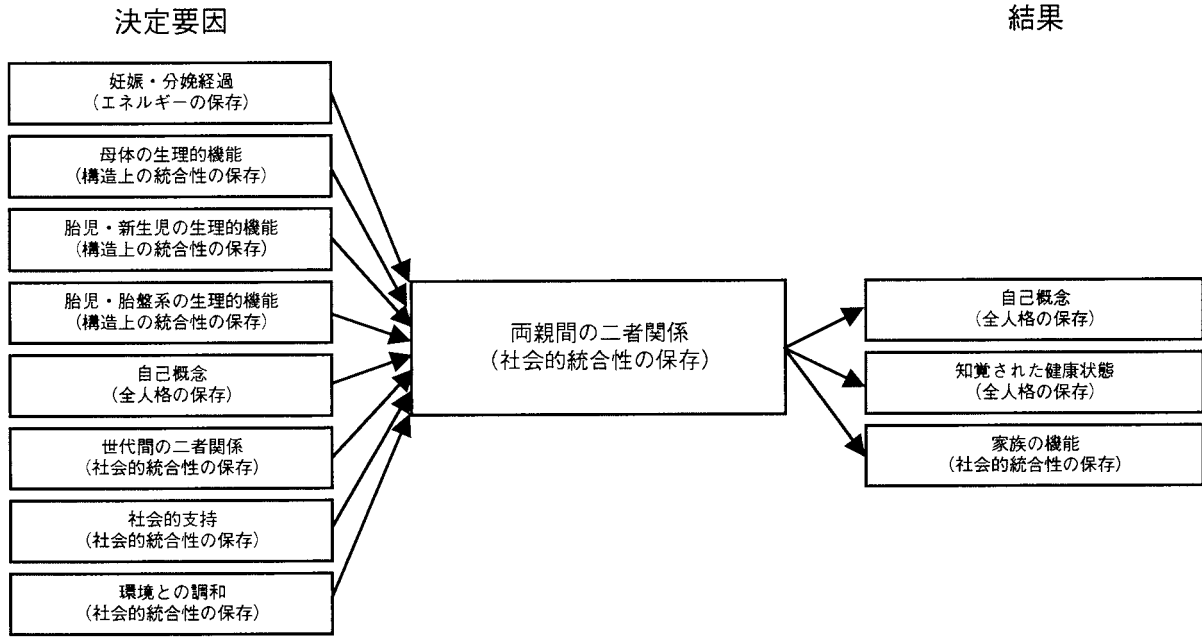 決定要因
結果
妊娠・分娩経過
(エネルギーの保存)
母体の生理的機能
(構造上の統合性の保存)
胎児・新生児の生理的機能
(構造上の統合性の保存)
胎児・胎盤系の生理的機能
(構造上の統合性の保存)
自己概念
(全人格の保存)
世代間の二者関係
(社会的統合性の保存)
社会的支持
(社会的統合性の保存)
環境との調和
(社会的統合性の保存)
両親間の二者関係
(社会的統合性の保存)
自己概念
(全人格の保存)
知覚された健康状態
(全人格の保存)
家族の機能
(社会的統合性の保存)